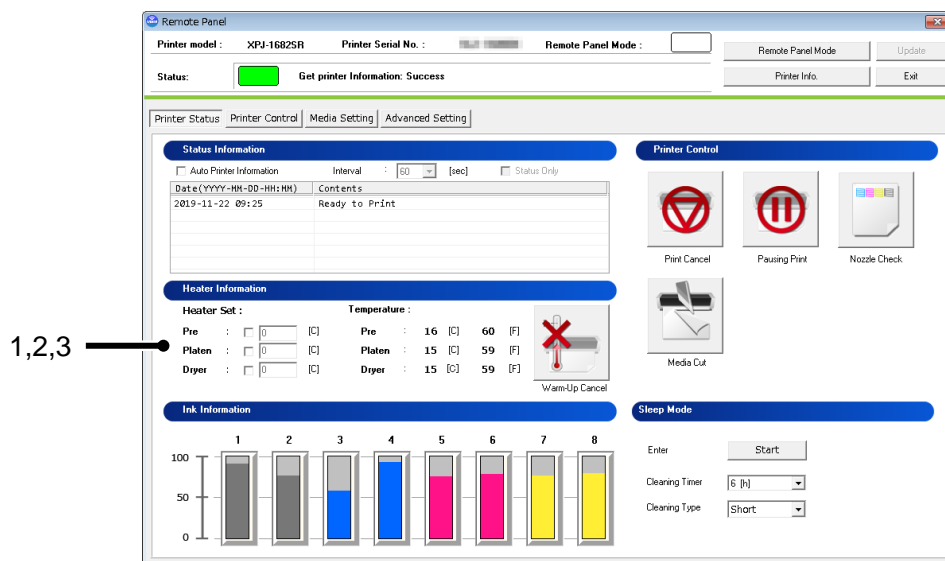 Remote Panel
Printer model : XPJ-1682SR Printer Serial No. : Remote Panel Mode :
Remote Panel Mode Update
Status: Get printer Information: Success
Printer Info. Exit
Printer Status Printer Control Media Setting Advanced Setting
Status Information
Auto Printer Information Interval : 60 [sec] Status Only
Date(YYYY-MM-DD-HH:MM) Contents
2019-11-22 09:25 Ready to Print
Printer Control
Print Cancel Pausing Print Nozzle Check
Media Cut
Heater Information
Heater Set : Temperature :
Pre : 0 [C] Pre : 16 [C] 60 [F]
Platen : 0 [C] Platen : 15 [C] 59 [F]
Dryer : 0 [C] Dryer : 15 [C] 59 [F]
Warm-Up Cancel
1,2,3
Ink Information
1 2 3 4 5 6 7 8
100
50
0
Sleep Mode
Enter Start
Cleaning Timer 6 [h]
Cleaning Type Short